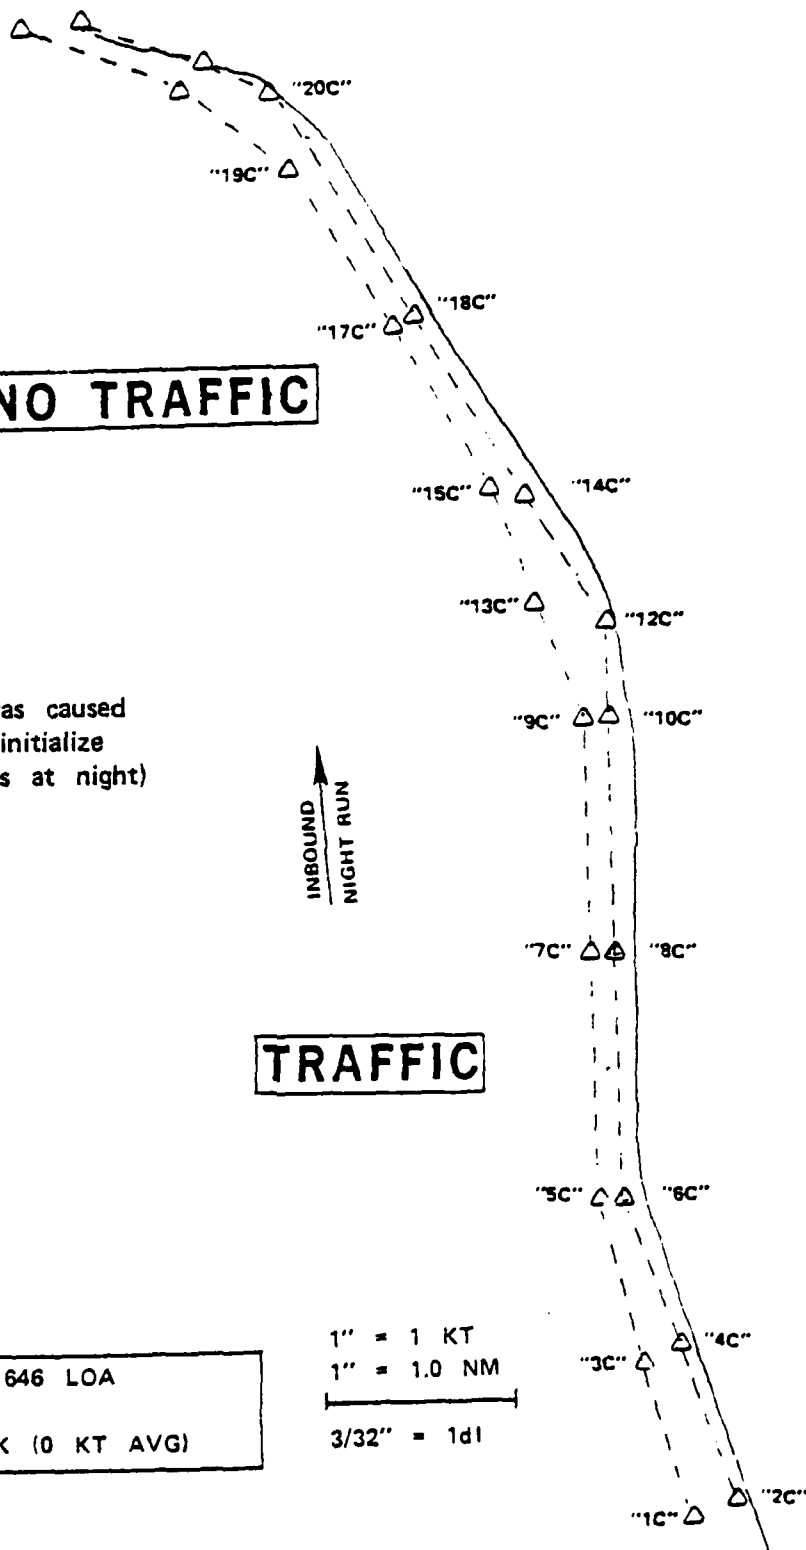 "20C"
"19C"
"18C"
"17C"
NO TRAFFIC
"15C"
"14C"
"13C"
"12C"
as caused
initialize
s at night)
"9C"
"10C"
INBOUND
NIGHT RUN
"7C"
"8C"
TRAFFIC
"5C"
"6C"
1" = 1 KT
1" = 1.0 NM
3/32" = 1dl
"4C"
"3C"
646 LOA
K (0 KT AVG)
"2C"
"1C"